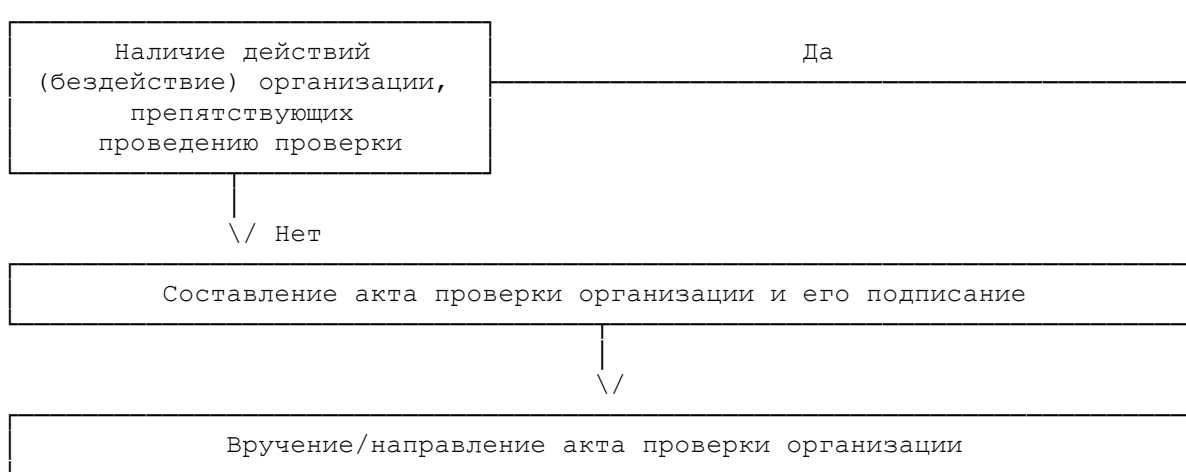 Наличие действий
Да
(бездействие) организации,
препятствующих
проведению проверки
\/ Нет
Составление акта проверки организации и его подписание
\/
Вручение/направление акта проверки организации